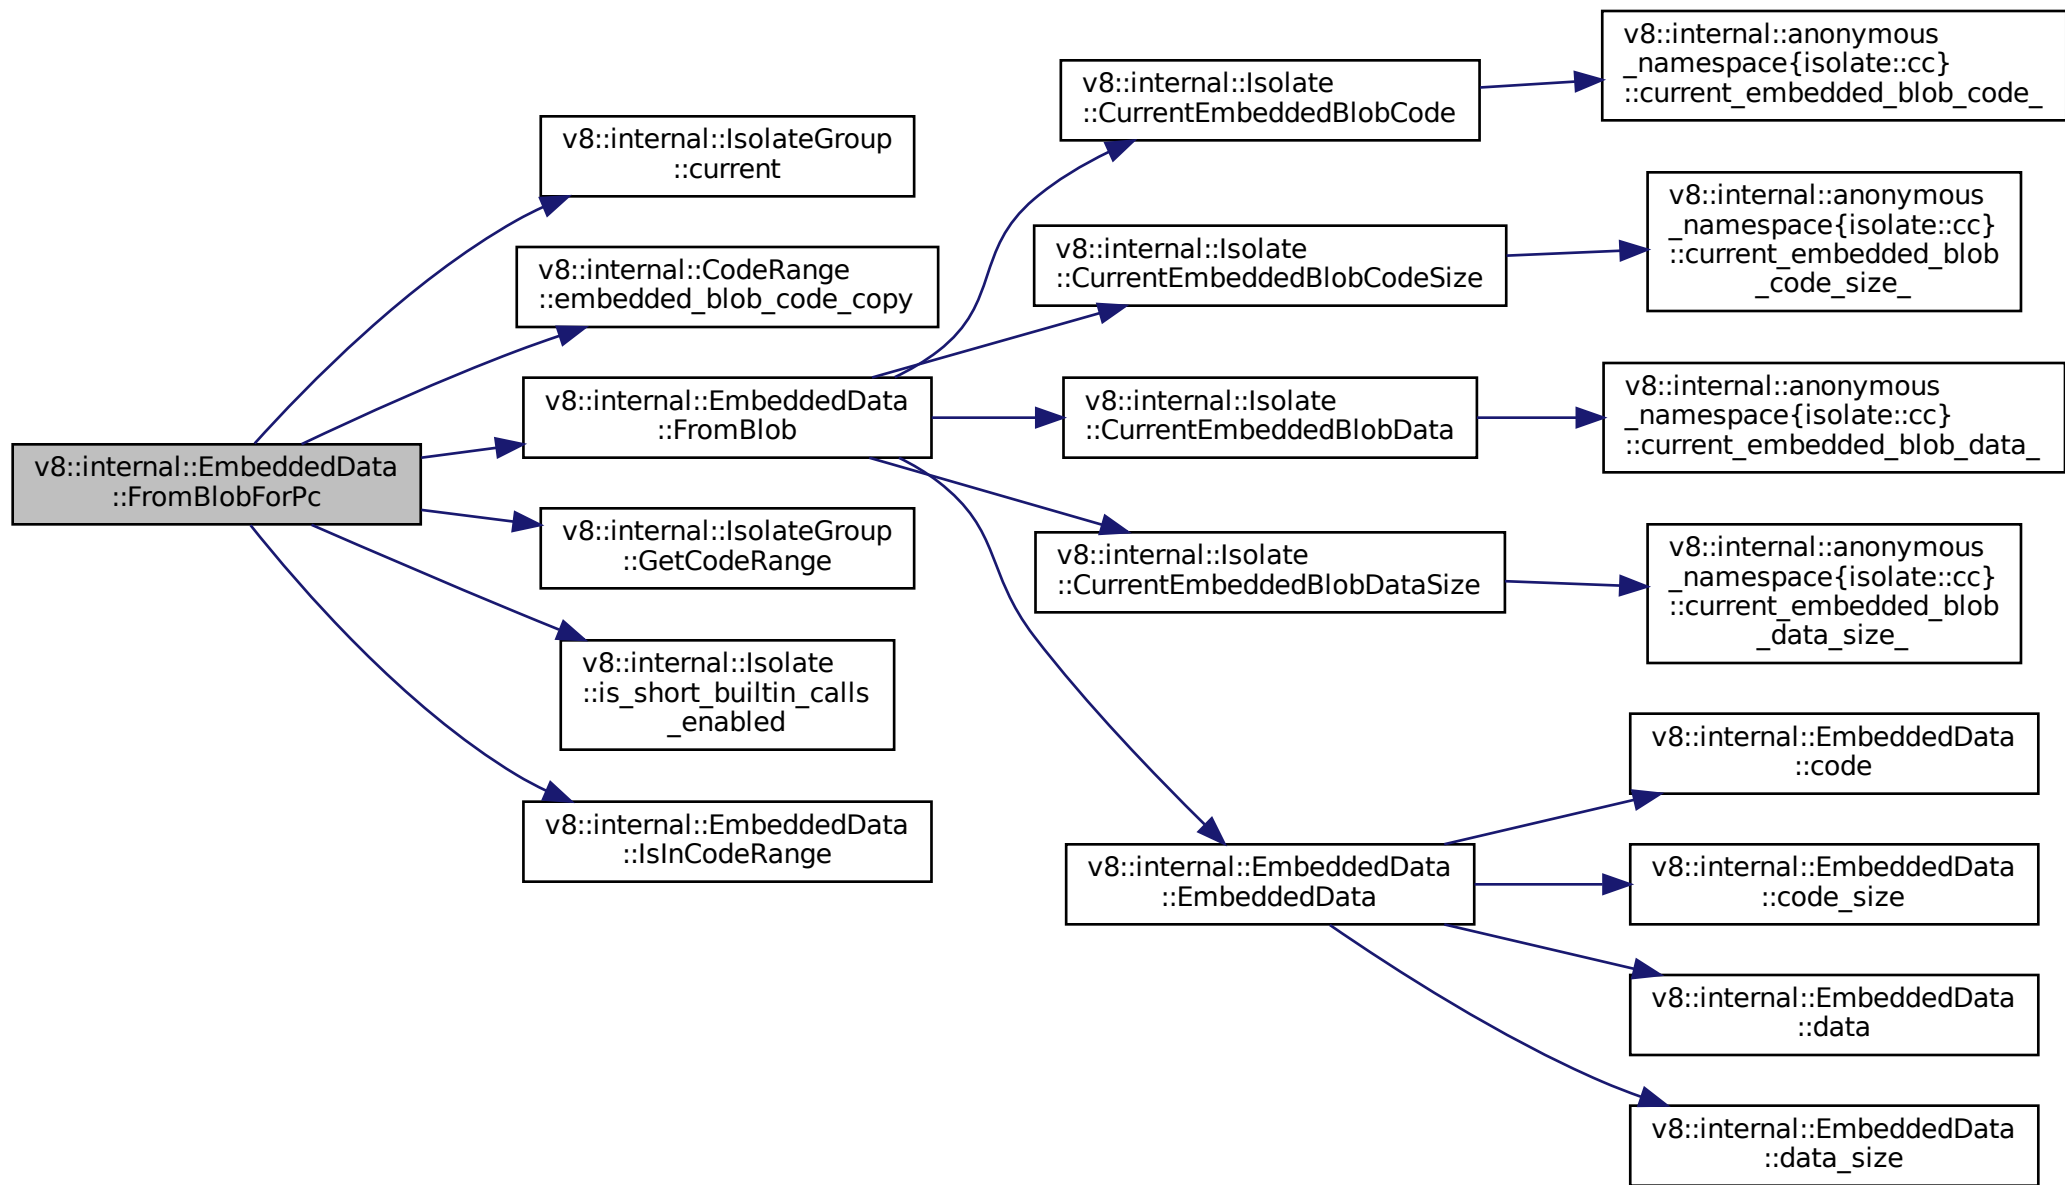 v8::internal::EmbeddedData
::FromBlobForPc
v8::internal::IsolateGroup
::current
v8::internal::CodeRange
::embedded_blob_code_copy
v8::internal::EmbeddedData
::FromBlob
v8::internal::IsolateGroup
::GetCodeRange
v8::internal::Isolate
::is_short_builtin_calls
_enabled
v8::internal::EmbeddedData
::IsInCodeRange
v8::internal::Isolate
::CurrentEmbeddedBlobCode
v8::internal::Isolate
::CurrentEmbeddedBlobCodeSize
v8::internal::Isolate
::CurrentEmbeddedBlobData
v8::internal::Isolate
::CurrentEmbeddedBlobDataSize
v8::internal::EmbeddedData
::EmbeddedData
v8::internal::anonymous
_namespace{isolate::cc}
::current_embedded_blob_code_
v8::internal::anonymous
_namespace{isolate::cc}
::current_embedded_blob
_code_size_
v8::internal::anonymous
_namespace{isolate::cc}
::current_embedded_blob_data_
v8::internal::anonymous
_namespace{isolate::cc}
::current_embedded_blob
_data_size_
v8::internal::EmbeddedData
::code
v8::internal::EmbeddedData
::code_size
v8::internal::EmbeddedData
::data
v8::internal::EmbeddedData
::data_size